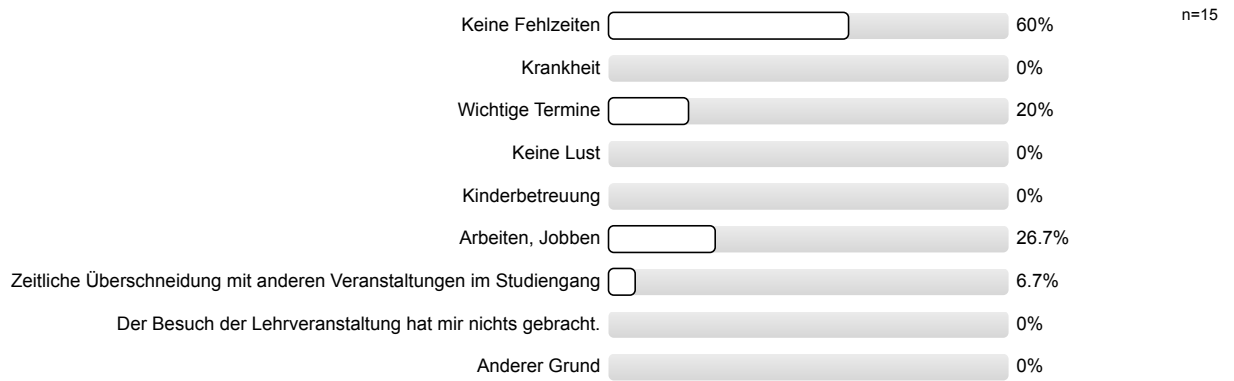 Keine Fehlzeiten 60% n=15
Krankheit 0%
Wichtige Termine 20%
Keine Lust 0%
Kinderbetreuung 0%
Arbeiten, Jobben 26.7%
Zeitliche Überschneidung mit anderen Veranstaltungen im Studiengang 6.7%
Der Besuch der Lehrveranstaltung hat mir nichts gebracht. 0%
Anderer Grund 0%